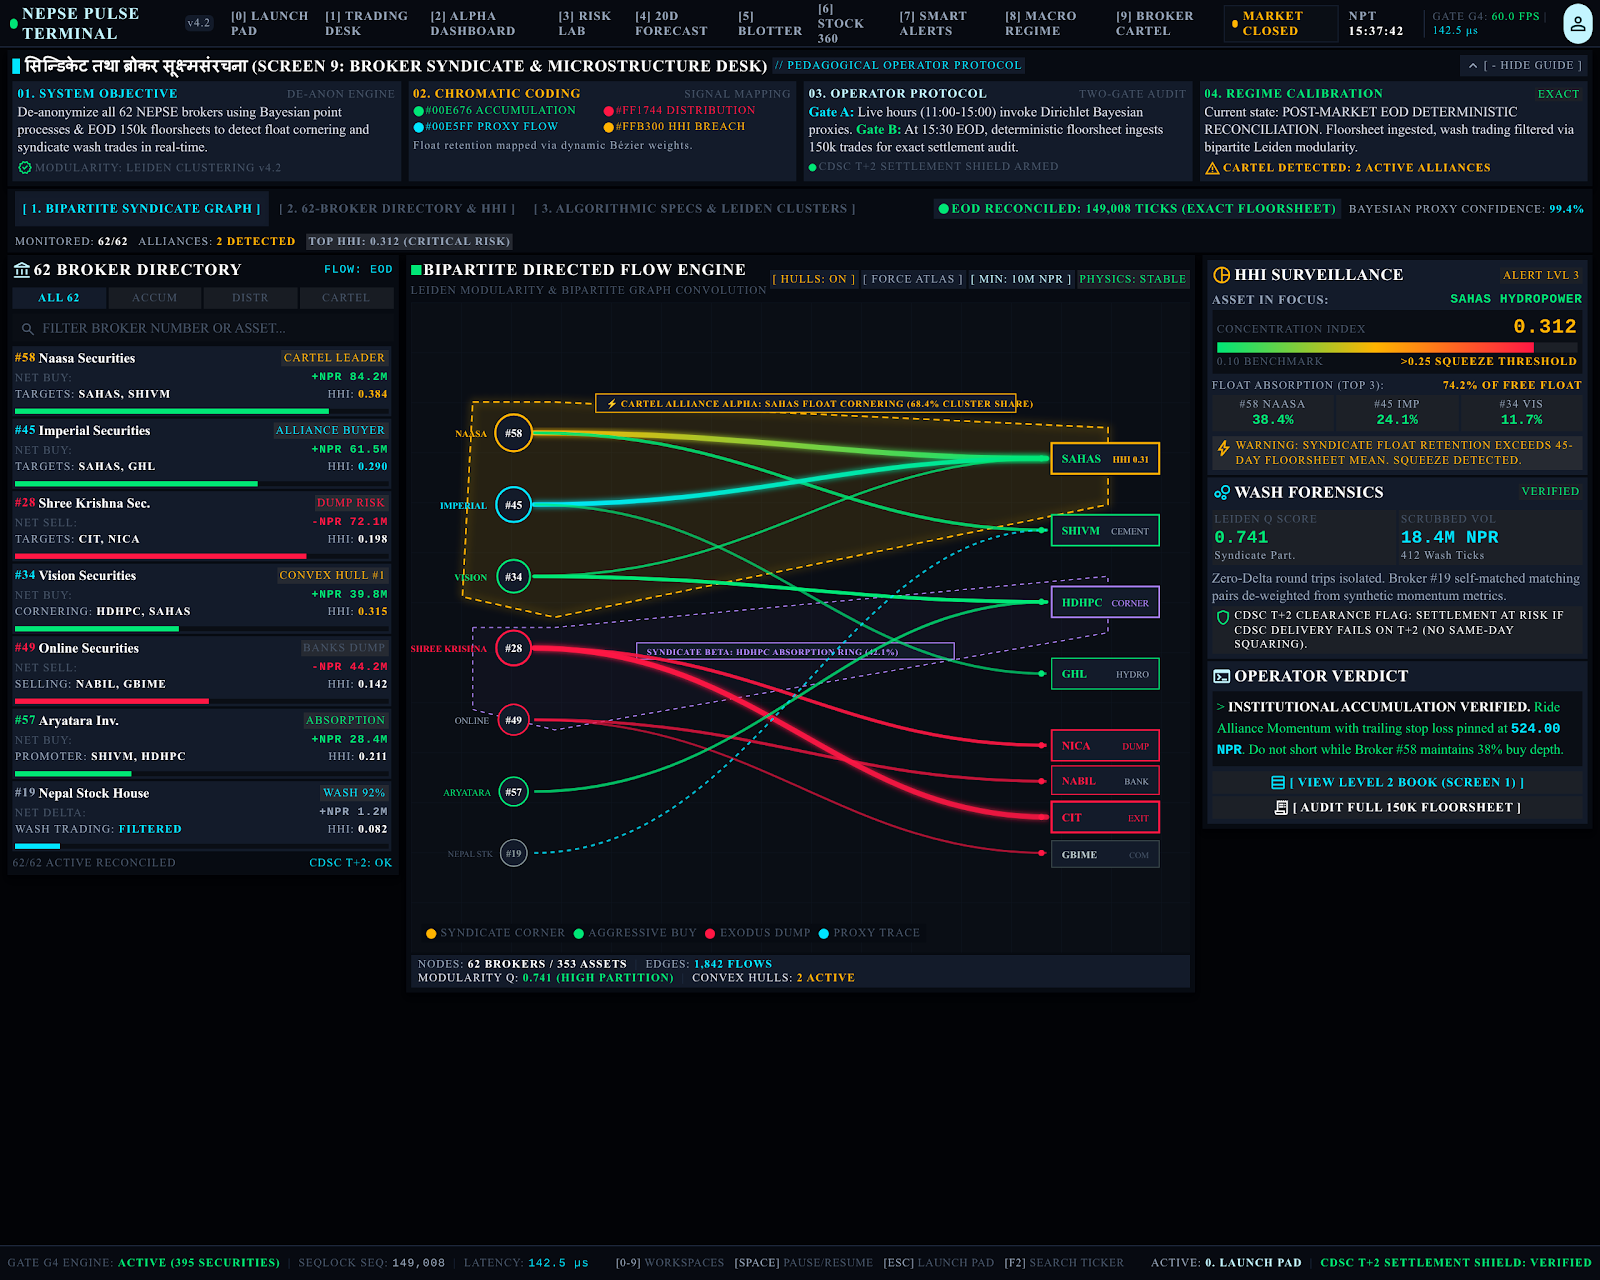 NEPSE PULSE TERMINAL
v4.2
[0] LAUNCH PAD
[1] TRADING DESK
[2] ALPHA DASHBOARD
[3] RISK LAB
[4] 20D FORECAST
[5] BLOTTER
[6] STOCK 360
[7] SMART ALERTS
[8] MACRO REGIME
[9] BROKER CARTEL
MARKET CLOSED
NPT 15:37:42
GATE G4: 60.0 FPS | 142.5 µs
सिन्डिकेट तथा ब्रोकर सूक्ष्मसंरचना (SCREEN 9: BROKER SYNDICATE & MICROSTRUCTURE DESK)
// PEDAGOGICAL OPERATOR PROTOCOL
[ - HIDE GUIDE ]
01. SYSTEM OBJECTIVE
DE-ANON ENGINE
De-anonymize all 62 NEPSE brokers using Bayesian point
processes & EOD 150k floorsheets to detect float cornering and
syndicate wash trades in real-time.
MODULARITY: LEIDEN CLUSTERING v4.2
02. CHROMATIC CODING
SIGNAL MAPPING
#00E676 ACCUMULATION
#FF1744 DISTRIBUTION
#00E5FF PROXY FLOW
#FFB300 HHI BREACH
Float retention mapped via dynamic Bézier weights.
03. OPERATOR PROTOCOL
TWO-GATE AUDIT
Gate A: Live hours (11:00-15:00) invoke Dirichlet Bayesian
proxies. Gate B: At 15:30 EOD, deterministic floorsheet ingests
150k trades for exact settlement audit.
CDSC T+2 SETTLEMENT SHIELD ARMED
04. REGIME CALIBRATION
EXACT
Current state: POST-MARKET EOD DETERMINISTIC
RECONCILIATION. Floorsheet ingested, wash trading filtered via
bipartite Leiden modularity.
CARTEL DETECTED: 2 ACTIVE ALLIANCES
[ 1. BIPARTITE SYNDICATE GRAPH ]
[ 2. 62-BROKER DIRECTORY & HHI ]
[ 3. ALGORITHMIC SPECS & LEIDEN CLUSTERS ]
EOD RECONCILED: 149,008 TICKS (EXACT FLOORSHEET)
BAYESIAN PROXY CONFIDENCE: 99.4%
MONITORED: 62/62
ALLIANCES: 2 DETECTED
TOP HHI: 0.312 (CRITICAL RISK)
62 BROKER DIRECTORY
FLOW: EOD
ALL 62
ACCUM
DISTR
CARTEL
FILTER BROKER NUMBER OR ASSET...
#58 Naasa Securities
CARTEL LEADER
NET BUY:
+NPR 84.2M
TARGETS: SAHAS, SHIVM
HHI: 0.384
#45 Imperial Securities
ALLIANCE BUYER
NET BUY:
+NPR 61.5M
TARGETS: SAHAS, GHL
HHI: 0.290
#28 Shree Krishna Sec.
DUMP RISK
NET SELL:
-NPR 72.1M
TARGETS: CIT, NICA
HHI: 0.198
#34 Vision Securities
CONVEX HULL #1
NET BUY:
+NPR 39.8M
CORNERING: HDHPC, SAHAS
HHI: 0.315
#49 Online Securities
BANKS DUMP
NET SELL:
-NPR 44.2M
SELLING: NABIL, GBIME
HHI: 0.142
#57 Aryatara Inv.
ABSORPTION
NET BUY:
+NPR 28.4M
PROMOTER: SHIVM, HDHPC
HHI: 0.211
#19 Nepal Stock House
WASH 92%
NET DELTA:
+NPR 1.2M
WASH TRADING: FILTERED
HHI: 0.082
62/62 ACTIVE RECONCILED
CDSC T+2: OK
BIPARTITE DIRECTED FLOW ENGINE
LEIDEN MODULARITY & BIPARTITE GRAPH CONVOLUTION
[ HULLS: ON ]
[ FORCE ATLAS ]
[ MIN: 10M NPR ]
PHYSICS: STABLE
CARTEL ALLIANCE ALPHA: SAHAS FLOAT CORNERING (68.4% CLUSTER SHARE)
NAASA
#58
SAHAS
HHI 0.31
IMPERIAL
#45
SHIVM
CEMENT
VISION
#34
HDHPC
CORNER
SHREE KRISHNA
#28
SYNDICATE BETA: HDHPC ABSORPTION RING (42.1%)
GHL
HYDRO
ONLINE
#49
NICA
DUMP
NABIL
BANK
ARYATARA
#57
CIT
EXIT
NEPAL STK
#19
GBIME
COM
SYNDICATE CORNER
AGGRESSIVE BUY
EXODUS DUMP
PROXY TRACE
NODES: 62 BROKERS / 353 ASSETS
EDGES: 1,842 FLOWS
MODULARITY Q: 0.741 (HIGH PARTITION)
CONVEX HULLS: 2 ACTIVE
HHI SURVEILLANCE
ALERT LVL 3
ASSET IN FOCUS:
SAHAS HYDROPOWER
CONCENTRATION INDEX
0.312
0.10 BENCHMARK
>0.25 SQUEEZE THRESHOLD
FLOAT ABSORPTION (TOP 3):
74.2% OF FREE FLOAT
#58 NAASA
38.4%
#45 IMP
24.1%
#34 VIS
11.7%
WARNING: SYNDICATE FLOAT RETENTION EXCEEDS 45-
DAY FLOORSHEET MEAN. SQUEEZE DETECTED.
WASH FORENSICS
VERIFIED
LEIDEN Q SCORE
0.741
Syndicate Part.
SCRUBBED VOL
18.4M NPR
412 Wash Ticks
Zero-Delta round trips isolated. Broker #19 self-matched matching
pairs de-weighted from synthetic momentum metrics.
CDSC T+2 CLEARANCE FLAG: SETTLEMENT AT RISK IF
CDSC DELIVERY FAILS ON T+2 (NO SAME-DAY
SQUARING).
OPERATOR VERDICT
> INSTITUTIONAL ACCUMULATION VERIFIED. Ride
Alliance Momentum with trailing stop loss pinned at 524.00
NPR. Do not short while Broker #58 maintains 38% buy depth.
[ VIEW LEVEL 2 BOOK (SCREEN 1) ]
[ AUDIT FULL 150K FLOORSHEET ]
GATE G4 ENGINE: ACTIVE (395 SECURITIES)
SEQLOCK SEQ: 149,008
LATENCY: 142.5 µs
[0-9] WORKSPACES
[SPACE] PAUSE/RESUME
[ESC] LAUNCH PAD
[F2] SEARCH TICKER
ACTIVE: 0. LAUNCH PAD
CDSC T+2 SETTLEMENT SHIELD: VERIFIED